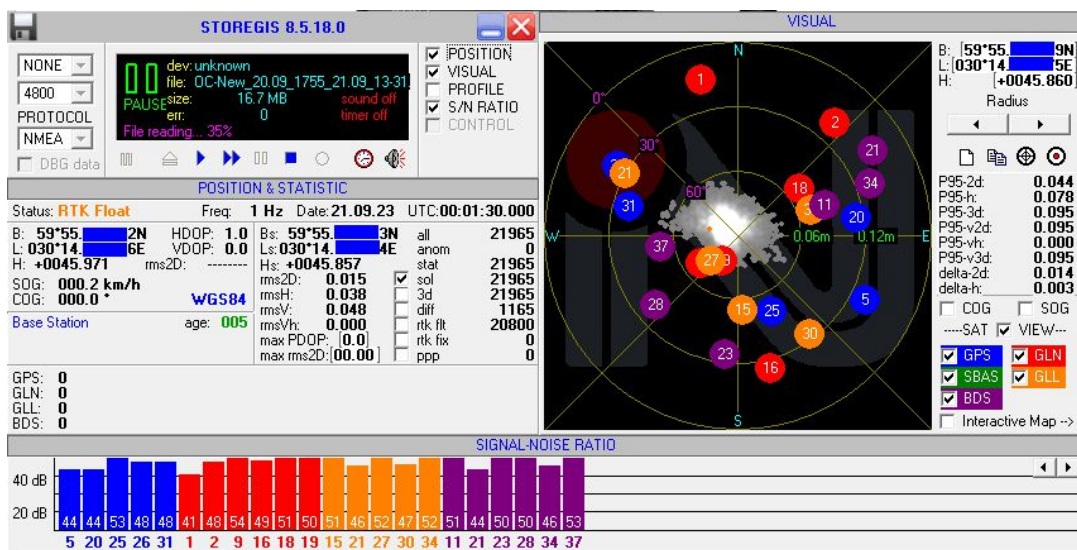 STOREGIS 8.5.18.0
NONE
4800
PROTOCOL
NMEA
DBG data
PAUSE
dev: unknown
file: OC-New_20.09_1755_21.09_13-31
size: 16.7 MB sound off
err: 0 timer off
File reading... 35%
POSITION
VISUAL
PROFILE
S/N RATIO
CONTROL
POSITION & STATISTIC
Status: RTK Float Freq: 1 Hz Date: 21.09.23 UTC: 00:01:30.000
B: 59*55. 2N HDOP: 1.0
L: 030*14. 6E VDOP: 0.0
H: +0045.971 rms2D: --------
SOG: 000.2 km/h
COG: 000.0 * WGS84
Base Station age: 005
Bs: 59*55. 3N
Ls: 030*14. 4E
Hs: +0045.857
rms2D: 0.015
rmsH: 0.038
rmsV: 0.048
rmsVh: 0.000
max PDOP: [0.0]
max rms2D: [00.00]
all 21965
anom 0
stat 21965
sol 21965
3d 21965
diff 1165
rtk flt 20800
rtk fix 0
ppp 0
GPS: 0
GLN: 0
GLL: 0
BDS: 0
VISUAL
N
1
0°
2
30°
21
21
34
60°
18
31
11
20
W
37
0.06m
0.12m
E
27
28
15
25
5
30
23
16
S
B: [59*55. 9N]
L: [030*14. 5E]
H: [+0045.860]
Radius
P95-2d: 0.044
P95-h: 0.078
P95-3d: 0.095
P95-v2d: 0.095
P95-vh: 0.000
P95-v3d: 0.095
delta-2d: 0.014
delta-h: 0.003
COG SOG
-----SAT VIEW---
GPS GLN
SBAS GLL
BDS
Interactive Map -->
SIGNAL-NOISE RATIO
40 dB
20 dB
44 44 53 48 48 41 48 54 49 51 50 51 46 52 47 52 51 44 50 50 46 53
5 20 25 26 31 1 2 9 16 18 19 15 21 27 30 34 11 21 23 28 34 37